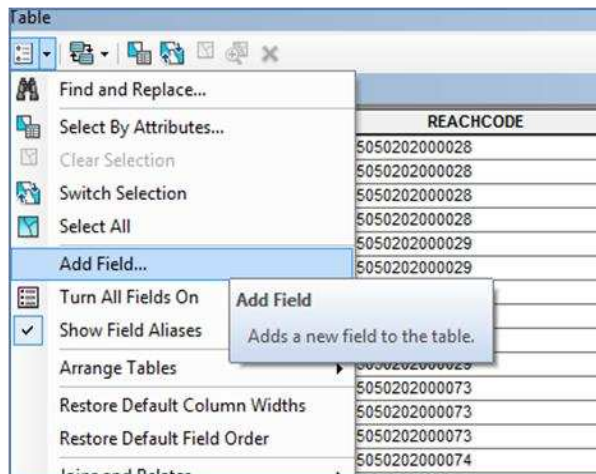 Table
Find and Replace...
Select By Attributes...
Clear Selection
Switch Selection
Select All
Add Field...
Turn All Fields On
Show Field Aliases
Arrange Tables
Restore Default Column Widths
Restore Default Field Order
Add Field
Adds a new field to the table.
REACHCODE
5050202000028
5050202000028
5050202000028
5050202000028
5050202000029
5050202000029
5050202000029
5050202000073
5050202000073
5050202000073
5050202000074